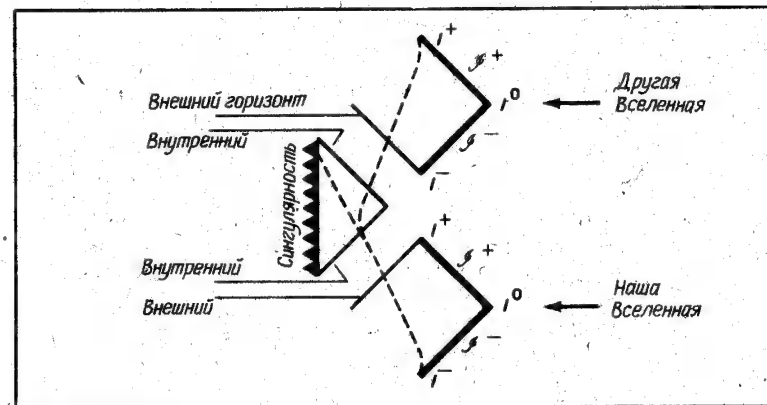 I⁺
𝓘⁺
Другая
Вселенная
I⁰
Внешний горизонт
Внутренний
𝓘⁻
I⁻
Сингулярность
I⁺
𝓘⁺
Внутренний
Внешний
I⁰
Наша
Вселенная
𝓘⁻
I⁻